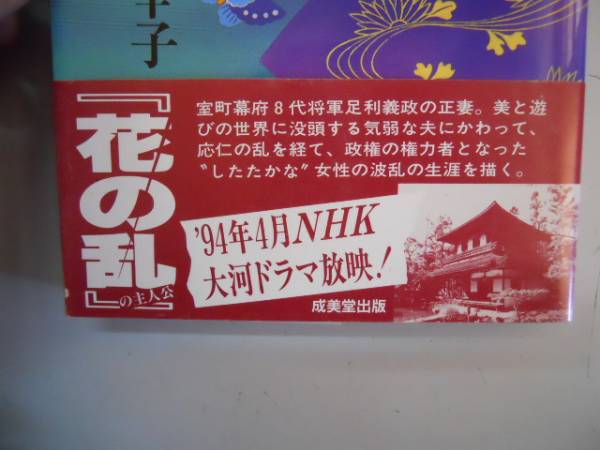 子
『花の乱』
の主人公
室町幕府8代将軍足利義政の正妻。美と遊
びの世界に没頭する気弱な夫にかわって、
応仁の乱を経て、政権の権力者となった
〝したたかな〟女性の波乱の生涯を描く。
'94年4月NHK
大河ドラマ放映!
成美堂出版